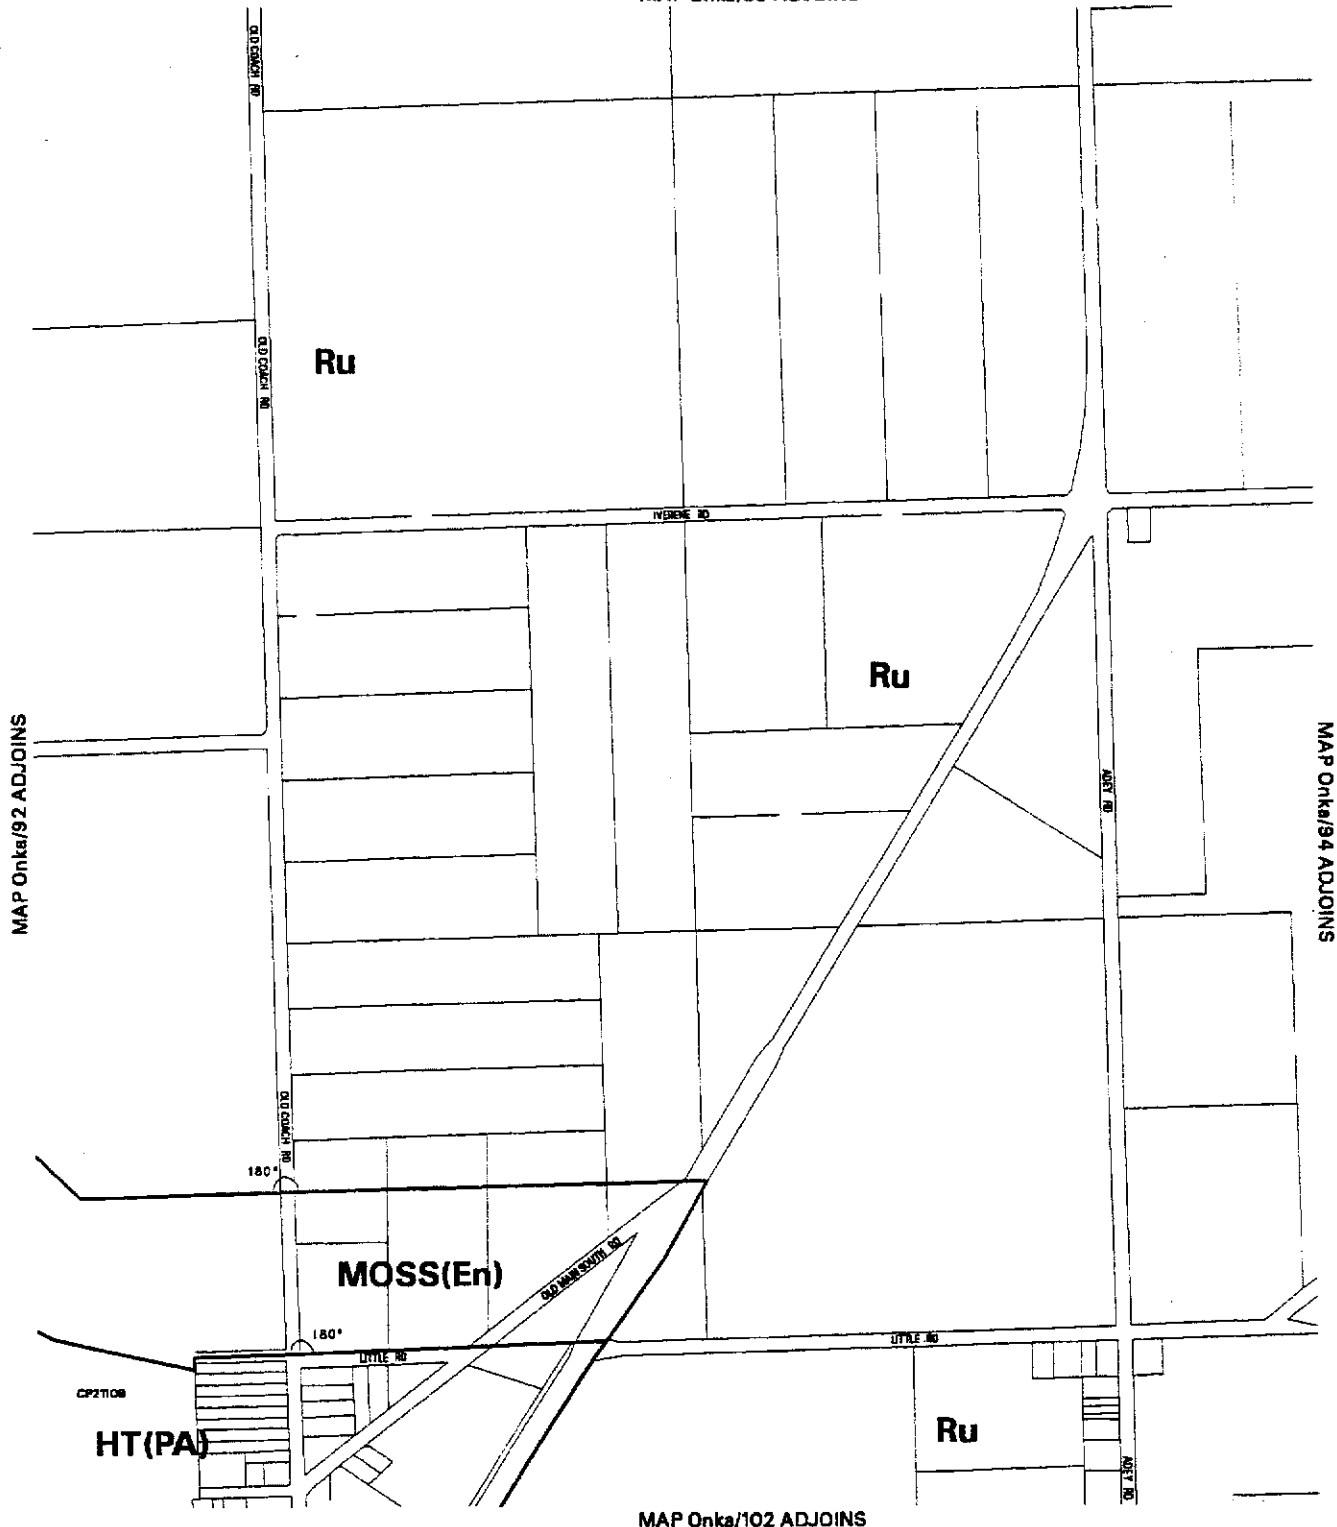 OLD COACH RD
Ru
OLD COACH RD
IVERENE RD
Ru
MAP Onka/92 ADJOINS
ADEY RD
MAP Onka/94 ADJOINS
OLD COACH RD
180°
MOSS(En)
OLD MAIN SOUTH RD
180°
LITTLE RD
LITTLE RD
HT(PA)
Ru
ADEY RD
MAP Onka/102 ADJOINS